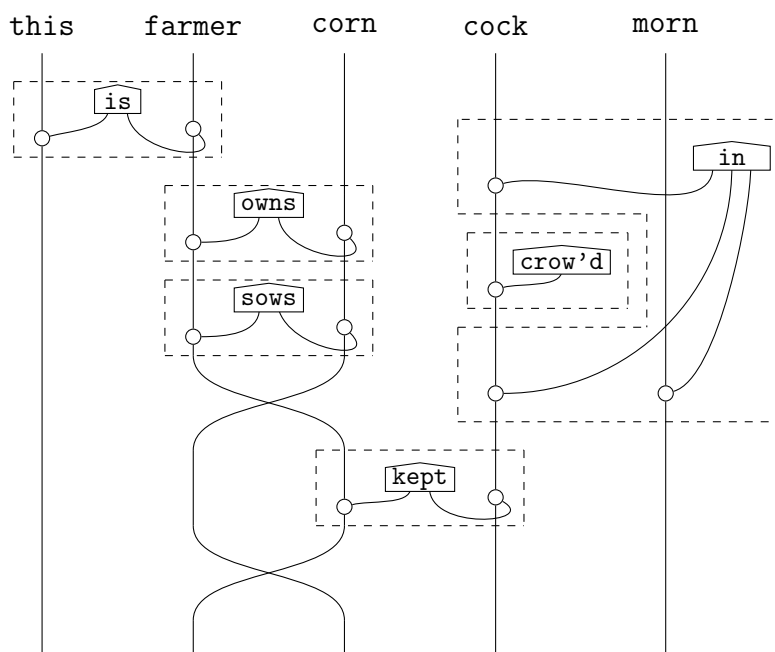 this farmer corn cock morn
is
in
owns
crow'd
sows
kept